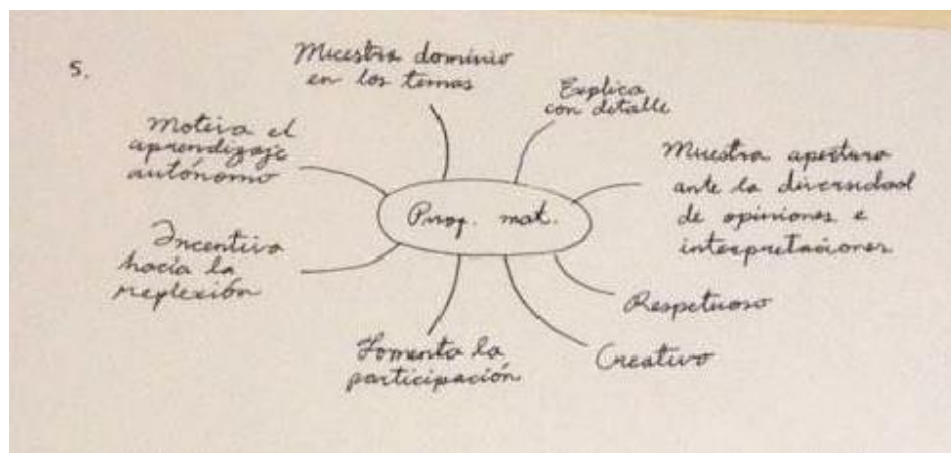 5.
Muestra dominio
en los temas
Explica
con detalle
Muestra apertura
ante la diversidad
de opiniones e
interpretaciones
Respetuoso
Creativo
Fomenta la
participación
Incentiva
hacia la
reflexión
Motiva el
aprendizaje
autónomo
Prof. mat.